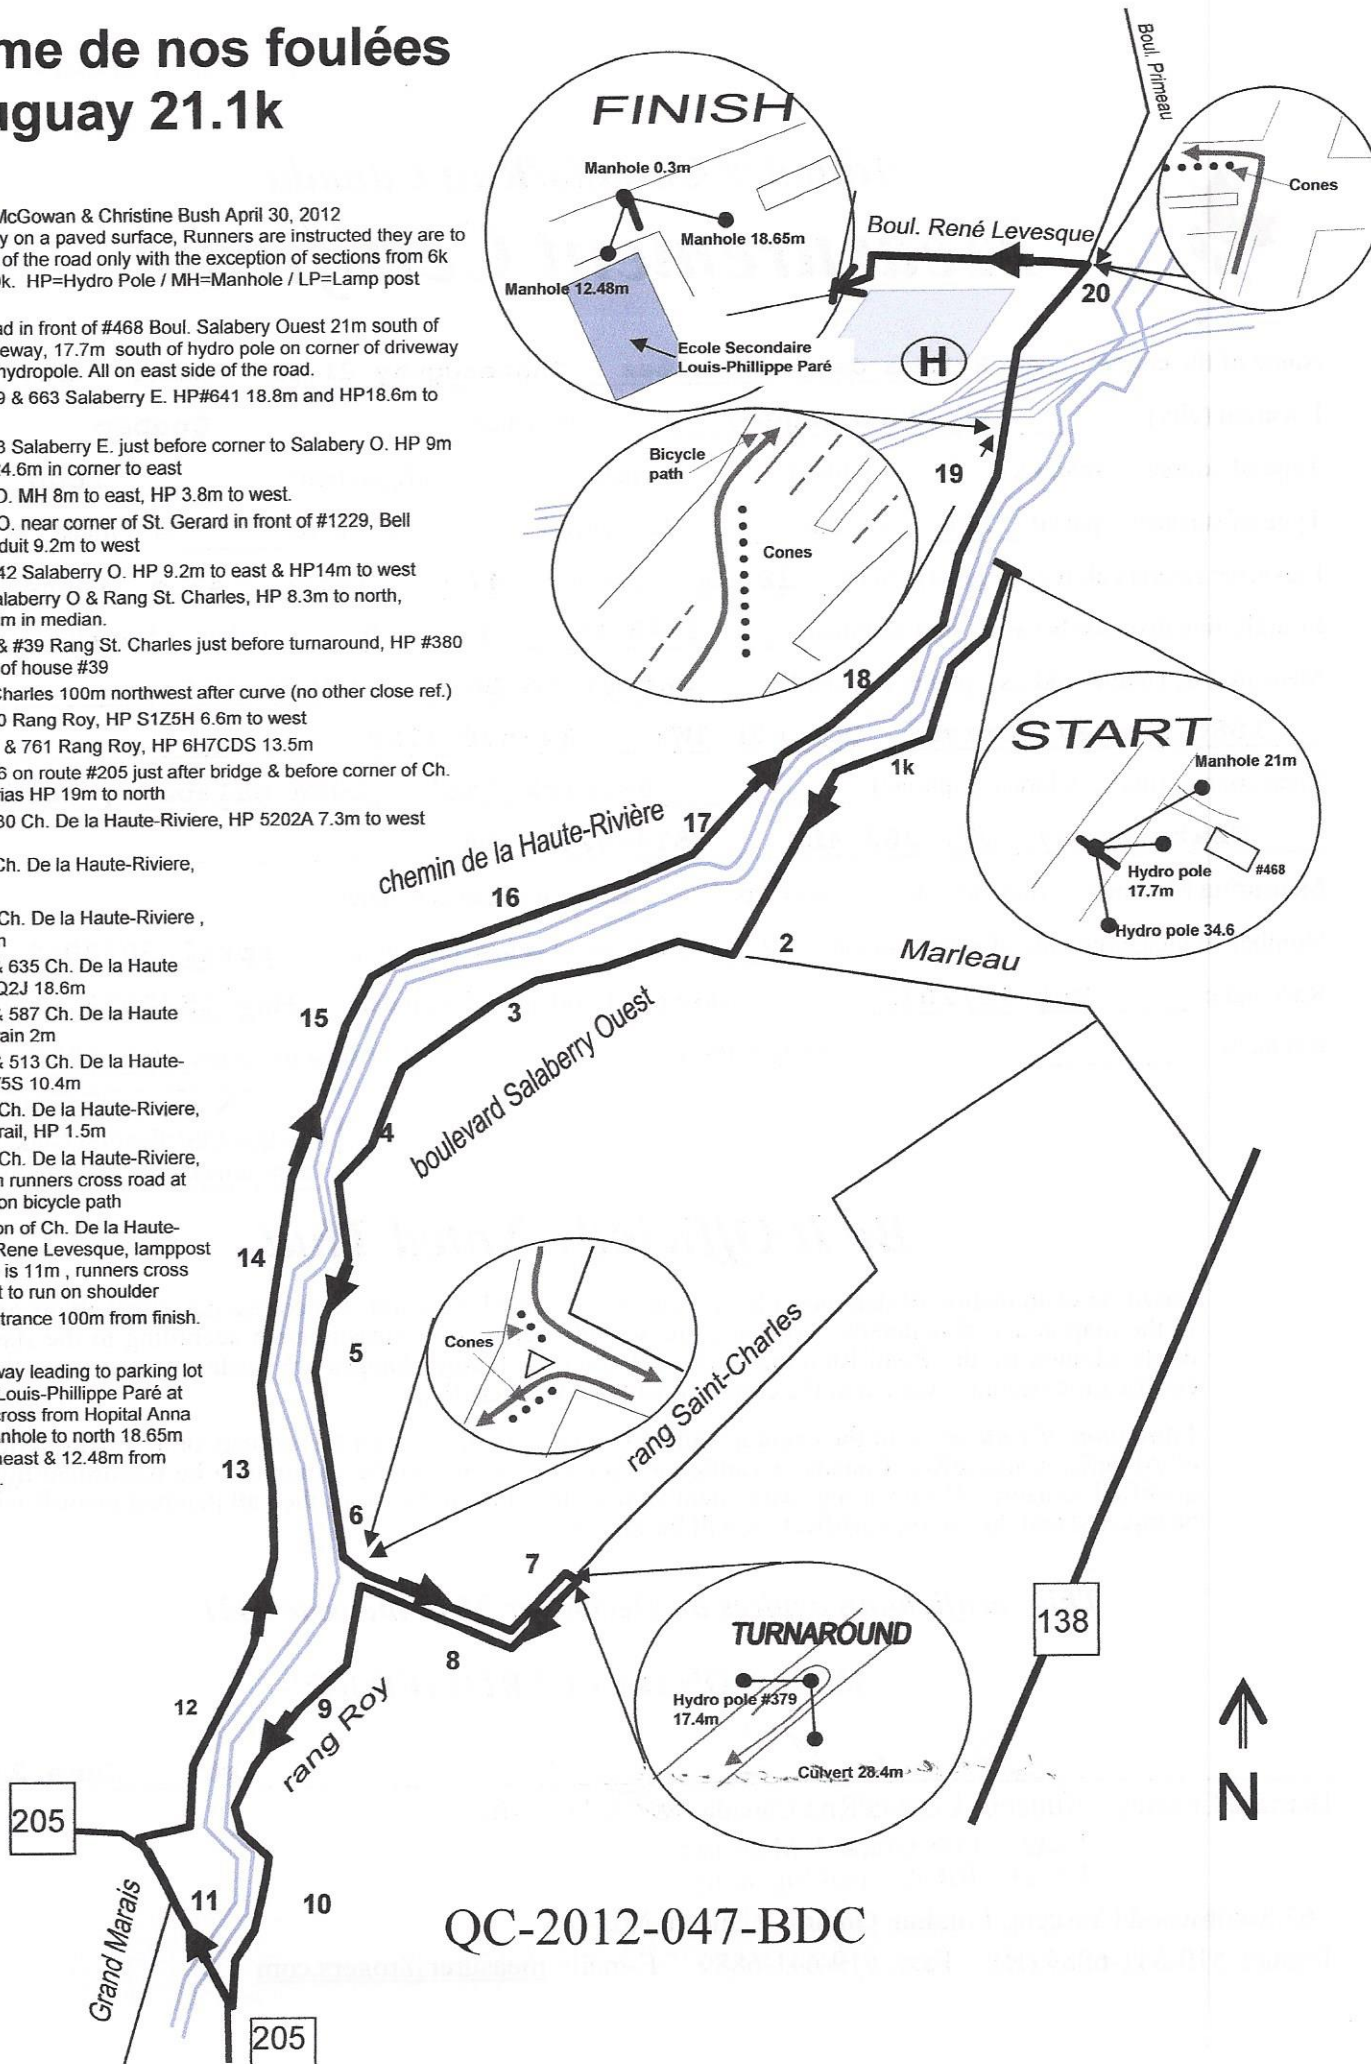 me de nos foulées
uguay 21.1k
McGowan & Christine Bush April 30, 2012
y on a paved surface, Runners are instructed they are to
of the road only with the exception of sections from 6k
k. HP=Hydro Pole / MH=Manhole / LP=Lamp post
ad in front of #468 Boul. Salabery Ouest 21m south of
eway, 17.7m south of hydro pole on corner of driveway
hydropole. All on east side of the road.
9 & 663 Salaberry E. HP#641 18.8m and HP18.6m to
3 Salaberry E. just before corner to Salabery O. HP 9m
4.6m in corner to east
O. MH 8m to east, HP 3.8m to west.
O. near corner of St. Gerard in front of #1229, Bell
duit 9.2m to west
42 Salaberry O. HP 9.2m to east & HP14m to west
alaberry O & Rang St. Charles, HP 8.3m to north,
m in median.
& #39 Rang St. Charles just before turnaround, HP #380
of house #39
Charles 100m northwest after curve (no other close ref.)
0 Rang Roy, HP S1Z5H 6.6m to west
& 761 Rang Roy, HP 6H7CDS 13.5m
6 on route #205 just after bridge & before corner of Ch.
ias HP 19m to north
30 Ch. De la Haute-Riviere, HP 5202A 7.3m to west
Ch. De la Haute-Riviere,
Ch. De la Haute-Riviere ,
& 635 Ch. De la Haute
Q2J 18.6m
& 587 Ch. De la Haute
ain 2m
& 513 Ch. De la Haute-
5S 10.4m
Ch. De la Haute-Riviere,
rail, HP 1.5m
Ch. De la Haute-Riviere,
runners cross road at
on bicycle path
on of Ch. De la Haute-
Rene Levesque, lamppost
is 11m , runners cross
t to run on shoulder
trance 100m from finish.
way leading to parking lot
Louis-Phillippe Paré at
cross from Hopital Anna
nhole to north 18.65m
east & 12.48m from
FINISH
Manhole 0.3m
Manhole 18.65m
Manhole 12.48m
Ecole Secondaire
Louis-Phillippe Paré
Boul. Primeau
Cones
Boul. René Levesque
20
H
Bicycle
path
Cones
19
18
1k
START
Manhole 21m
Hydro pole
17.7m
#468
Hydro pole 34.6
chemin de la Haute-Rivière
17
16
2
Marleau
15
3
boulevard Salaberry Ouest
4
14
5
Cones
rang Saint-Charles
13
6
7
8
TURNAROUND
Hydro pole #379
17.4m
Culvert 28.4m
138
12
9
rang Roy
N
205
11
10
Grand Marais
QC-2012-047-BDC
205